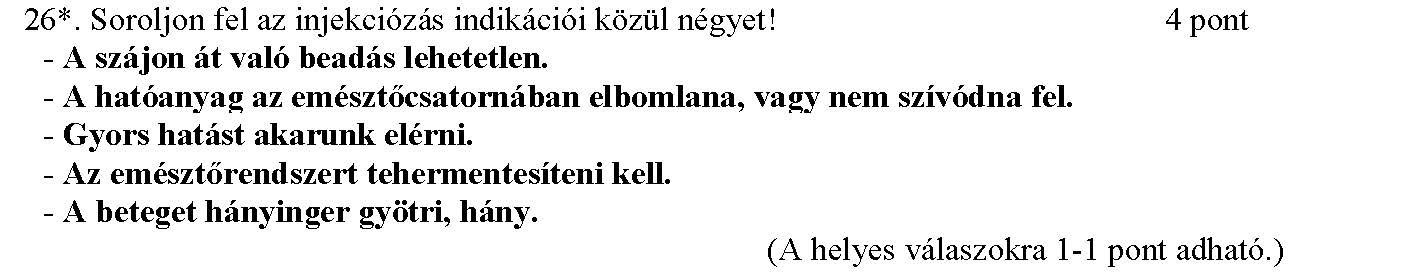 26*. Soroljon fel az injekciózás indikációi közül négyet! 4 pont
- A szájon át való beadás lehetetlen.
- A hatóanyag az emésztőcsatornában elbomlana, vagy nem szívódna fel.
- Gyors hatást akarunk elérni.
- Az emésztőrendszert tehermentesíteni kell.
- A beteget hányinger gyötri, hány.
(A helyes válaszokra 1-1 pont adható.)